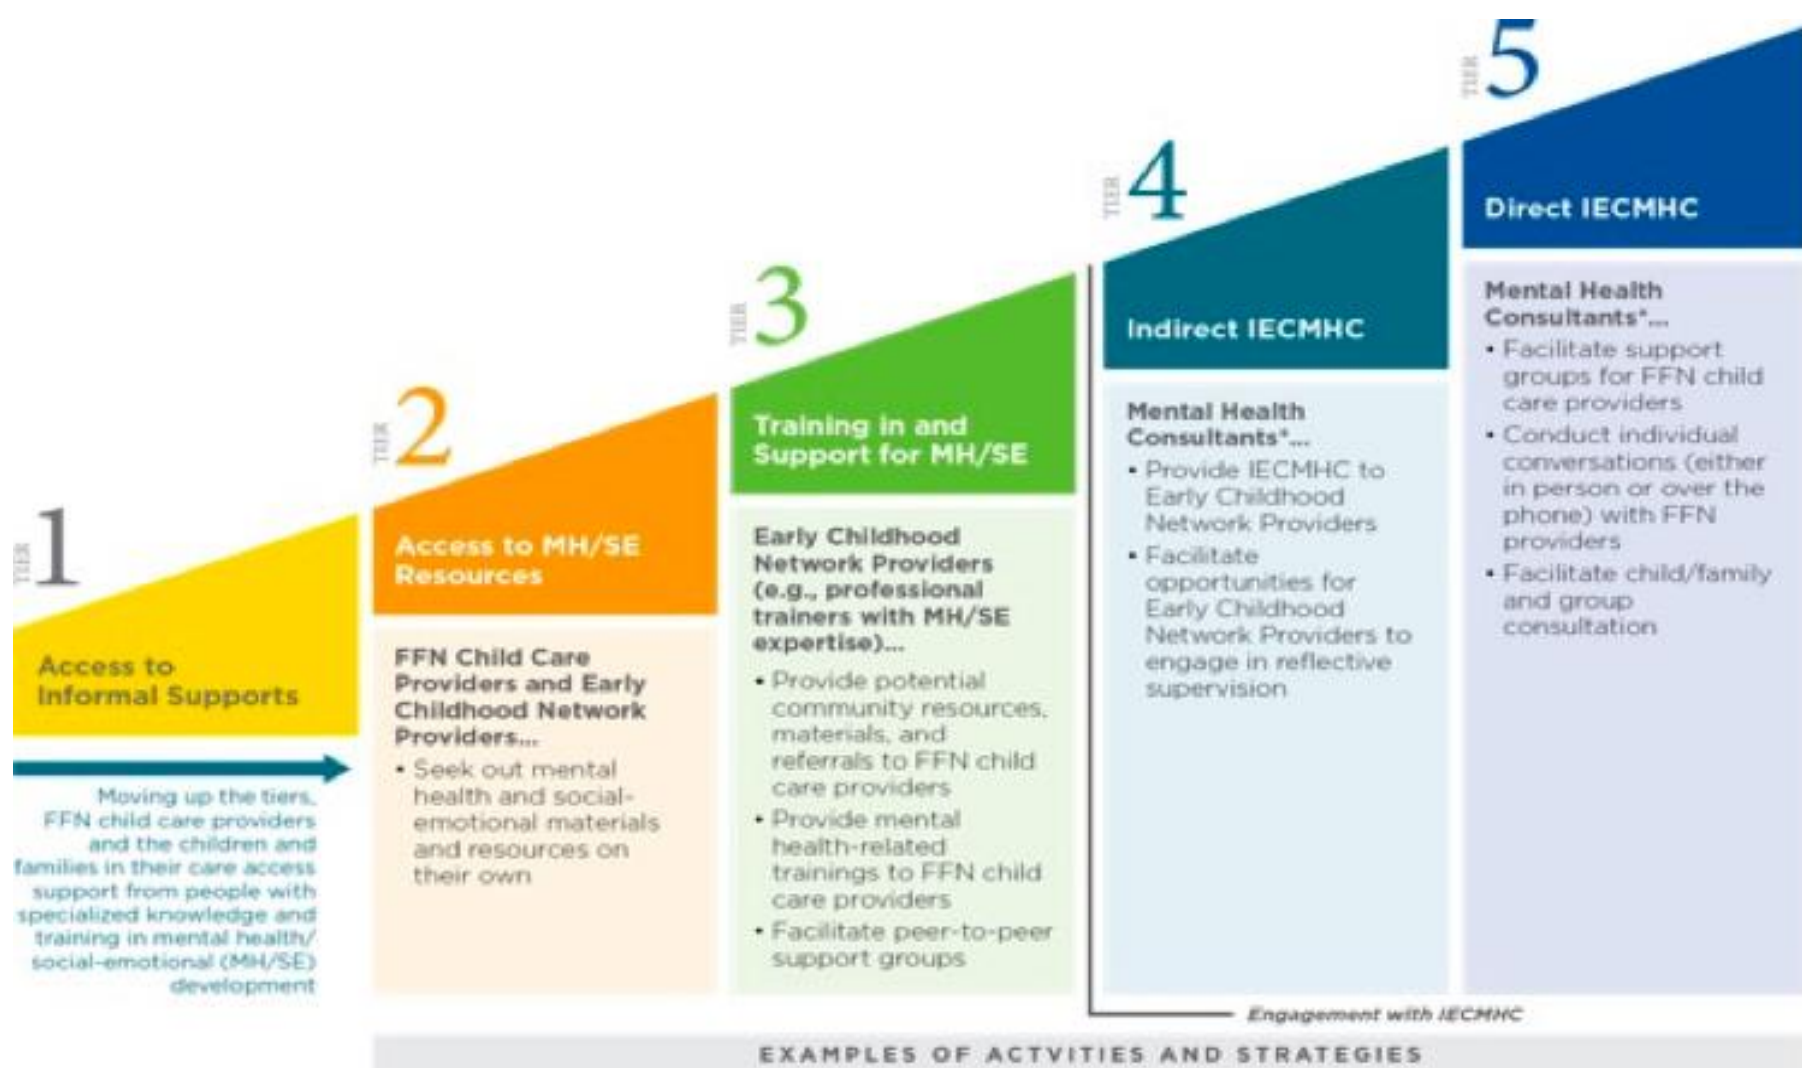 TIER 1
Access to
Informal Supports
Moving up the tiers,
FFN child care providers
and the children and
families in their care access
support from people with
specialized knowledge and
training in mental health/
social-emotional (MH/SE)
development
TIER 2
Access to MH/SE
Resources
FFN Child Care
Providers and Early
Childhood Network
Providers...
• Seek out mental
health and social-
emotional materials
and resources on
their own
TIER 3
Training in and
Support for MH/SE
Early Childhood
Network Providers
(e.g., professional
trainers with MH/SE
expertise)...
• Provide potential
community resources,
materials, and
referrals to FFN child
care providers
• Provide mental
health-related
trainings to FFN child
care providers
• Facilitate peer-to-peer
support groups
TIER 4
Indirect IECMHC
Mental Health
Consultants*...
• Provide IECMHC to
Early Childhood
Network Providers
• Facilitate
opportunities for
Early Childhood
Network Providers to
engage in reflective
supervision
TIER 5
Direct IECMHC
Mental Health
Consultants*...
• Facilitate support
groups for FFN child
care providers
• Conduct individual
conversations (either
in person or over the
phone) with FFN
providers
• Facilitate child/family
and group
consultation
Engagement with IECMHC
EXAMPLES OF ACTVITIES AND STRATEGIES